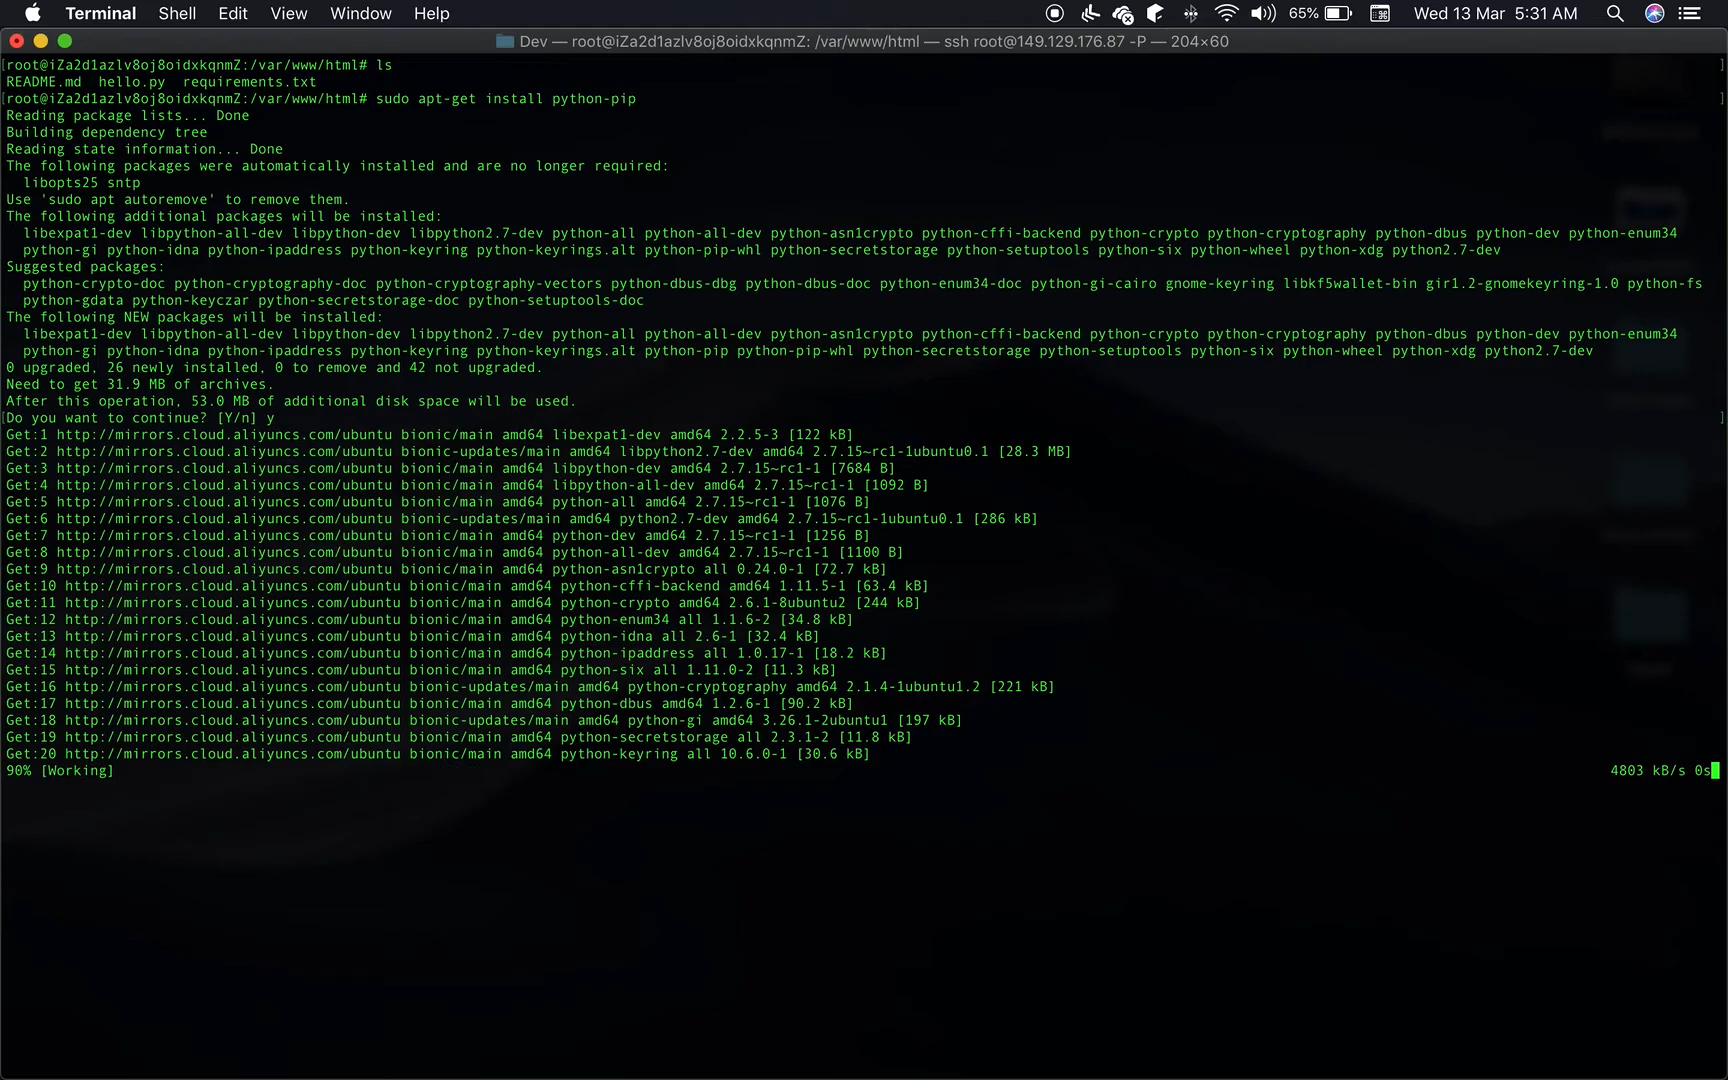 Terminal Shell Edit View Window Help 65% Wed 13 Mar 5:31 AM
Dev — root@iZa2d1azlv8oj8oidxkqnmZ: /var/www/html — ssh root@149.129.176.87 -P — 204×60
[root@iZa2d1azlv8oj8oidxkqnmZ:/var/www/html# ls ]
README.md hello.py requirements.txt
[root@iZa2d1azlv8oj8oidxkqnmZ:/var/www/html# sudo apt-get install python-pip ]
Reading package lists... Done
Building dependency tree
Reading state information... Done
The following packages were automatically installed and are no longer required:
libopts25 sntp
Use 'sudo apt autoremove' to remove them.
The following additional packages will be installed:
libexpat1-dev libpython-all-dev libpython-dev libpython2.7-dev python-all python-all-dev python-asn1crypto python-cffi-backend python-crypto python-cryptography python-dbus python-dev python-enum34
python-gi python-idna python-ipaddress python-keyring python-keyrings.alt python-pip-whl python-secretstorage python-setuptools python-six python-wheel python-xdg python2.7-dev
Suggested packages:
python-crypto-doc python-cryptography-doc python-cryptography-vectors python-dbus-dbg python-dbus-doc python-enum34-doc python-gi-cairo gnome-keyring libkf5wallet-bin gir1.2-gnomekeyring-1.0 python-fs
python-gdata python-keyczar python-secretstorage-doc python-setuptools-doc
The following NEW packages will be installed:
libexpat1-dev libpython-all-dev libpython-dev libpython2.7-dev python-all python-all-dev python-asn1crypto python-cffi-backend python-crypto python-cryptography python-dbus python-dev python-enum34
python-gi python-idna python-ipaddress python-keyring python-keyrings.alt python-pip python-pip-whl python-secretstorage python-setuptools python-six python-wheel python-xdg python2.7-dev
0 upgraded, 26 newly installed, 0 to remove and 42 not upgraded.
Need to get 31.9 MB of archives.
After this operation, 53.0 MB of additional disk space will be used.
[Do you want to continue? [Y/n] y ]
Get:1 http://mirrors.cloud.aliyuncs.com/ubuntu bionic/main amd64 libexpat1-dev amd64 2.2.5-3 [122 kB]
Get:2 http://mirrors.cloud.aliyuncs.com/ubuntu bionic-updates/main amd64 libpython2.7-dev amd64 2.7.15~rc1-1ubuntu0.1 [28.3 MB]
Get:3 http://mirrors.cloud.aliyuncs.com/ubuntu bionic/main amd64 libpython-dev amd64 2.7.15~rc1-1 [7684 B]
Get:4 http://mirrors.cloud.aliyuncs.com/ubuntu bionic/main amd64 libpython-all-dev amd64 2.7.15~rc1-1 [1092 B]
Get:5 http://mirrors.cloud.aliyuncs.com/ubuntu bionic/main amd64 python-all amd64 2.7.15~rc1-1 [1076 B]
Get:6 http://mirrors.cloud.aliyuncs.com/ubuntu bionic-updates/main amd64 python2.7-dev amd64 2.7.15~rc1-1ubuntu0.1 [286 kB]
Get:7 http://mirrors.cloud.aliyuncs.com/ubuntu bionic/main amd64 python-dev amd64 2.7.15~rc1-1 [1256 B]
Get:8 http://mirrors.cloud.aliyuncs.com/ubuntu bionic/main amd64 python-all-dev amd64 2.7.15~rc1-1 [1100 B]
Get:9 http://mirrors.cloud.aliyuncs.com/ubuntu bionic/main amd64 python-asn1crypto all 0.24.0-1 [72.7 kB]
Get:10 http://mirrors.cloud.aliyuncs.com/ubuntu bionic/main amd64 python-cffi-backend amd64 1.11.5-1 [63.4 kB]
Get:11 http://mirrors.cloud.aliyuncs.com/ubuntu bionic/main amd64 python-crypto amd64 2.6.1-8ubuntu2 [244 kB]
Get:12 http://mirrors.cloud.aliyuncs.com/ubuntu bionic/main amd64 python-enum34 all 1.1.6-2 [34.8 kB]
Get:13 http://mirrors.cloud.aliyuncs.com/ubuntu bionic/main amd64 python-idna all 2.6-1 [32.4 kB]
Get:14 http://mirrors.cloud.aliyuncs.com/ubuntu bionic/main amd64 python-ipaddress all 1.0.17-1 [18.2 kB]
Get:15 http://mirrors.cloud.aliyuncs.com/ubuntu bionic/main amd64 python-six all 1.11.0-2 [11.3 kB]
Get:16 http://mirrors.cloud.aliyuncs.com/ubuntu bionic-updates/main amd64 python-cryptography amd64 2.1.4-1ubuntu1.2 [221 kB]
Get:17 http://mirrors.cloud.aliyuncs.com/ubuntu bionic/main amd64 python-dbus amd64 1.2.6-1 [90.2 kB]
Get:18 http://mirrors.cloud.aliyuncs.com/ubuntu bionic-updates/main amd64 python-gi amd64 3.26.1-2ubuntu1 [197 kB]
Get:19 http://mirrors.cloud.aliyuncs.com/ubuntu bionic/main amd64 python-secretstorage all 2.3.1-2 [11.8 kB]
Get:20 http://mirrors.cloud.aliyuncs.com/ubuntu bionic/main amd64 python-keyring all 10.6.0-1 [30.6 kB]
90% [Working] 4803 kB/s 0s